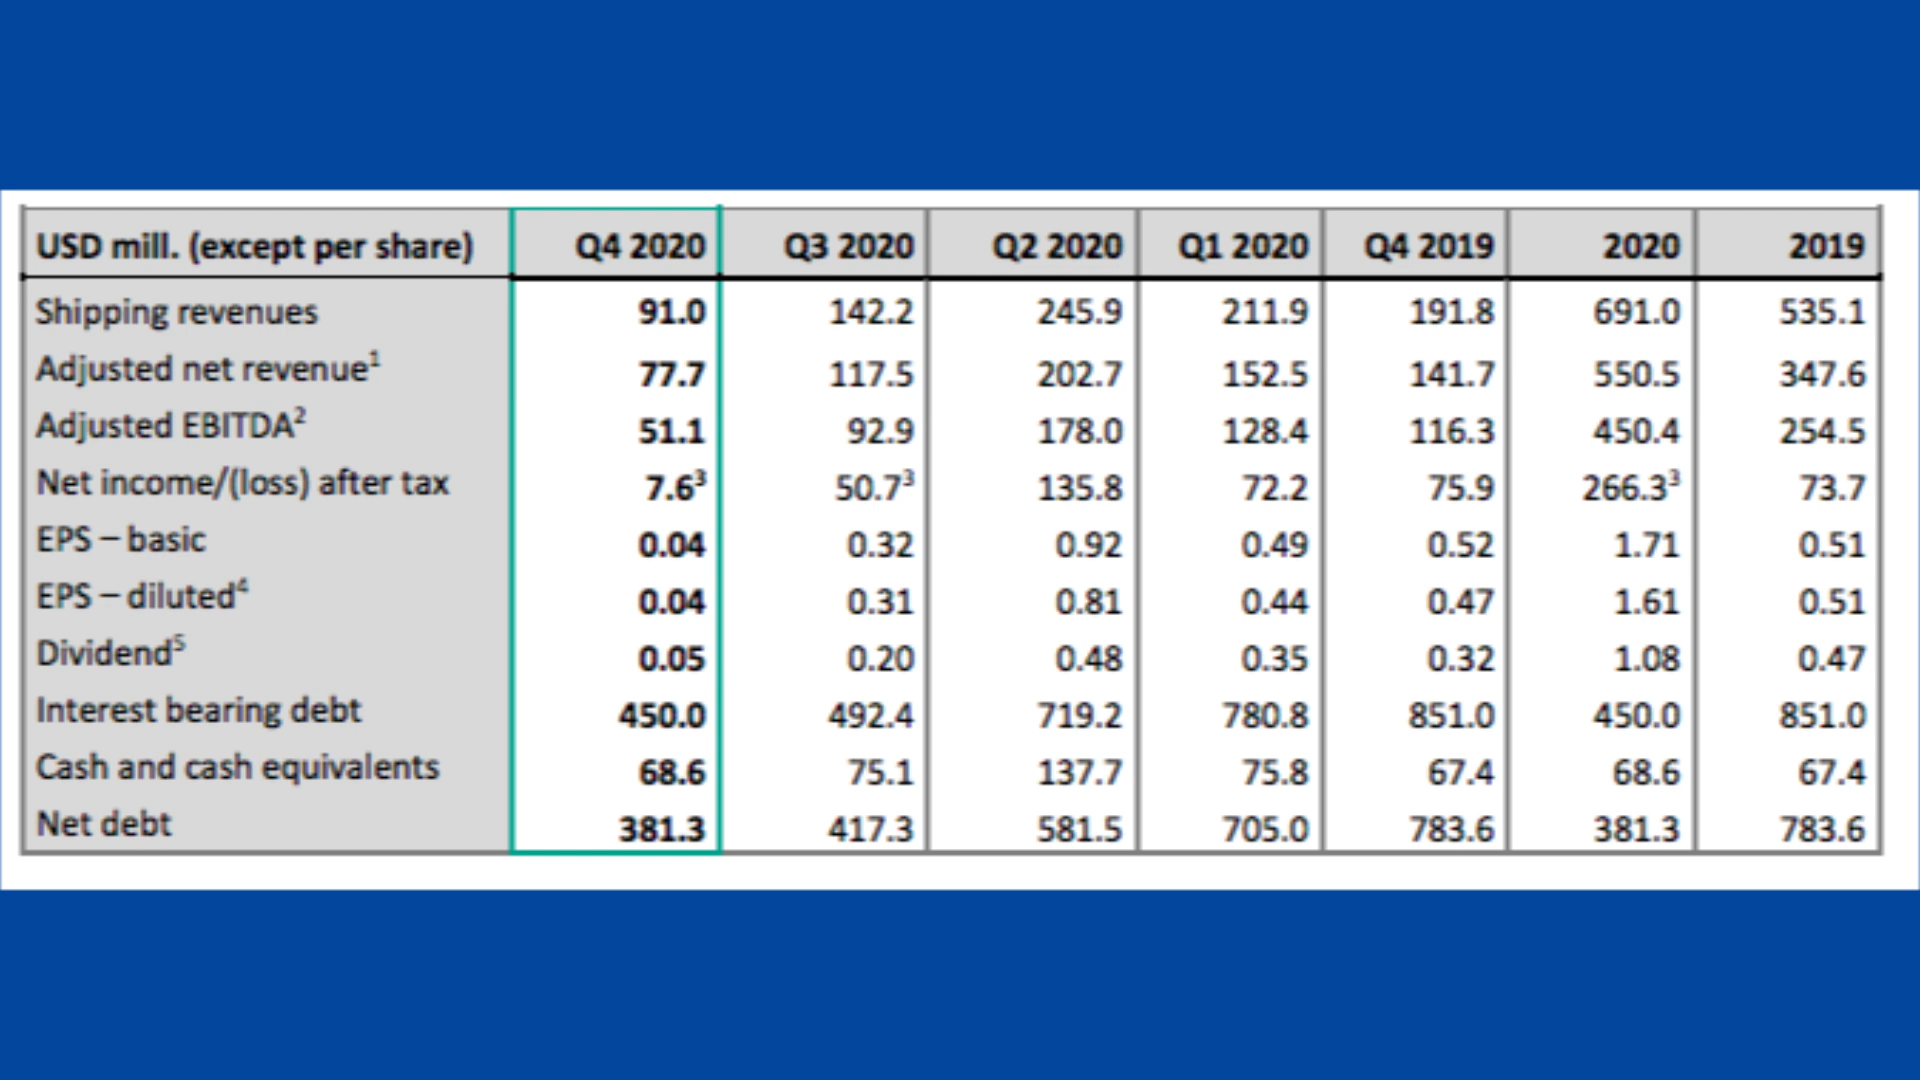 USD mill. (except per share) Q4 2020 Q3 2020 Q2 2020 Q1 2020 Q4 2019 2020 2019
Shipping revenues 91.0 142.2 245.9 211.9 191.8 691.0 535.1
Adjusted net revenue¹ 77.7 117.5 202.7 152.5 141.7 550.5 347.6
Adjusted EBITDA² 51.1 92.9 178.0 128.4 116.3 450.4 254.5
Net income/(loss) after tax 7.6³ 50.7³ 135.8 72.2 75.9 266.3³ 73.7
EPS – basic 0.04 0.32 0.92 0.49 0.52 1.71 0.51
EPS – diluted⁴ 0.04 0.31 0.81 0.44 0.47 1.61 0.51
Dividend⁵ 0.05 0.20 0.48 0.35 0.32 1.08 0.47
Interest bearing debt 450.0 492.4 719.2 780.8 851.0 450.0 851.0
Cash and cash equivalents 68.6 75.1 137.7 75.8 67.4 68.6 67.4
Net debt 381.3 417.3 581.5 705.0 783.6 381.3 783.6